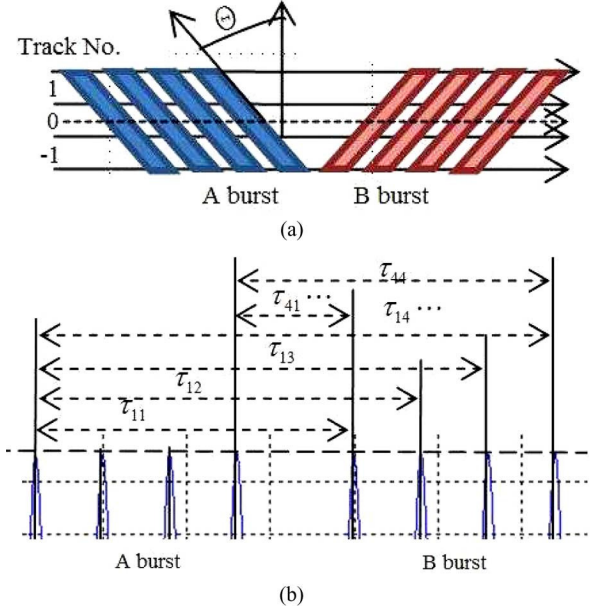 Θ
Track No.
1
0
-1
A burst B burst
(a)
τ44
τ41 ···
τ14 ···
τ13
τ12
τ11
A burst B burst
(b)